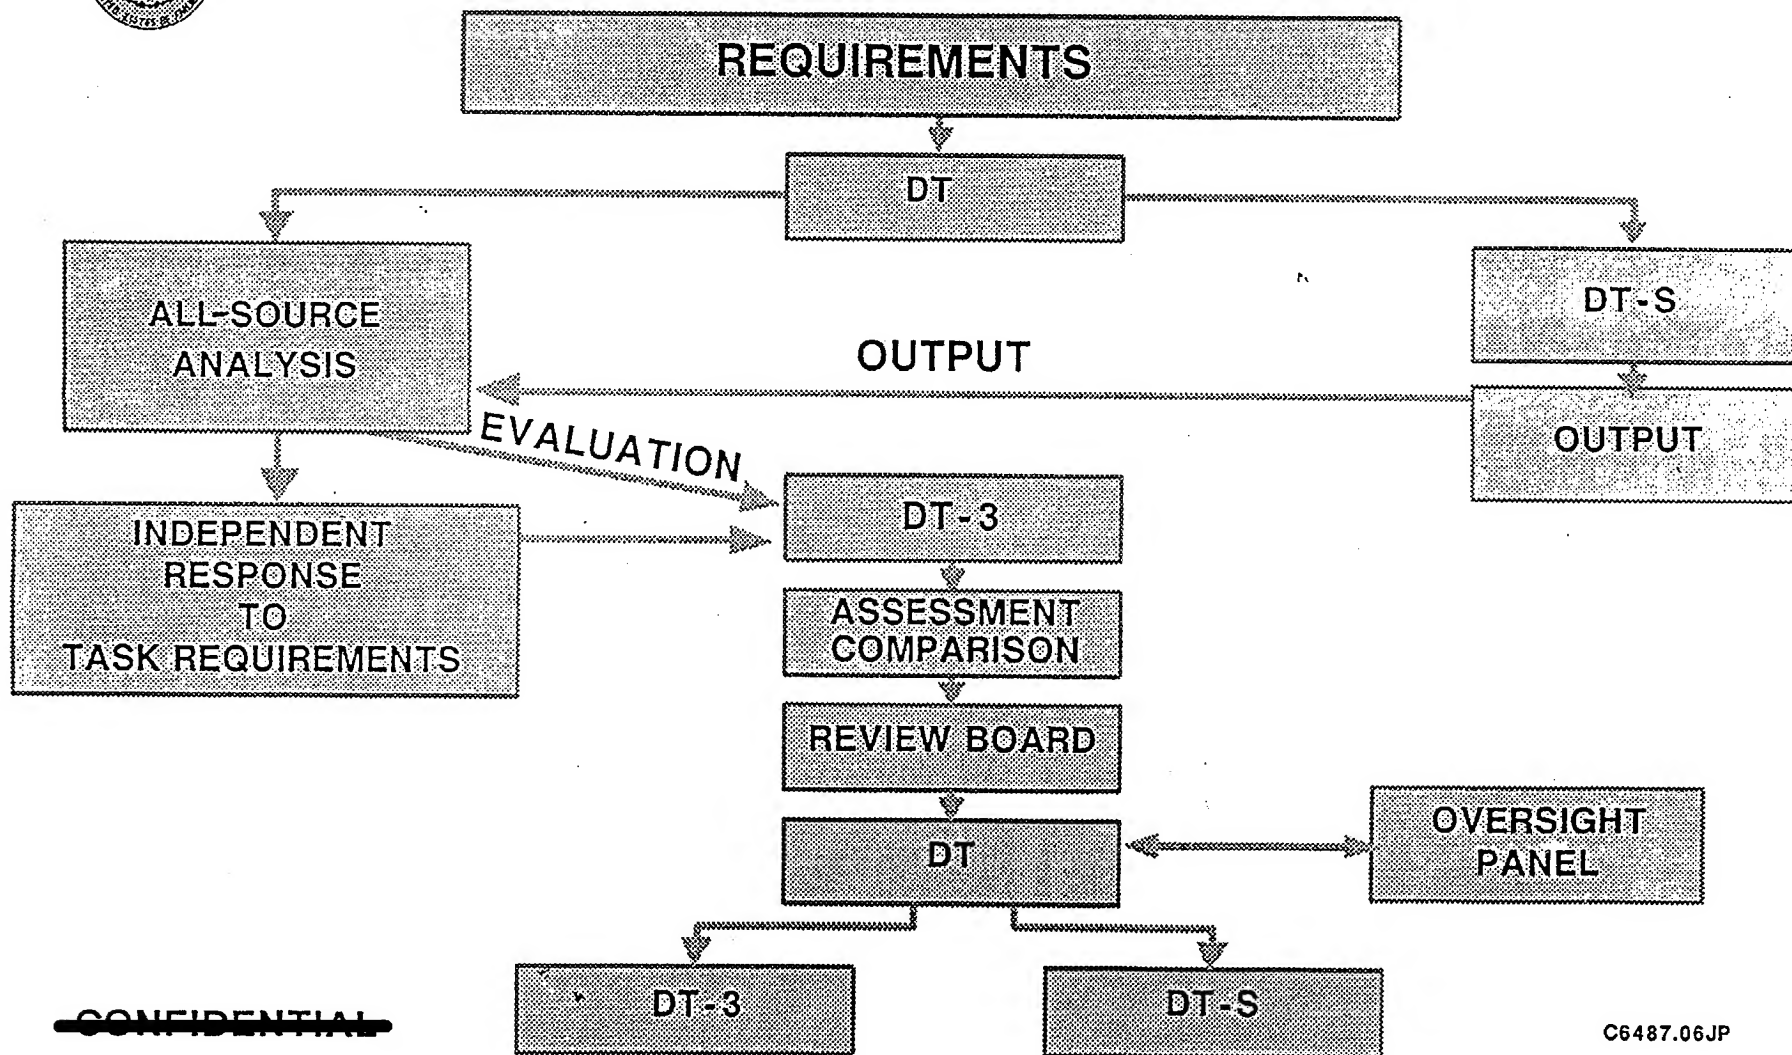 REQUIREMENTS
DT
ALL-SOURCE
ANALYSIS
DT-S
OUTPUT
OUTPUT
EVALUATION
INDEPENDENT
RESPONSE
TO
TASK REQUIREMENTS
DT-3
ASSESSMENT
COMPARISON
REVIEW BOARD
DT
OVERSIGHT
PANEL
DT-3
DT-S
CONFIDENTIAL
C6487.06JP